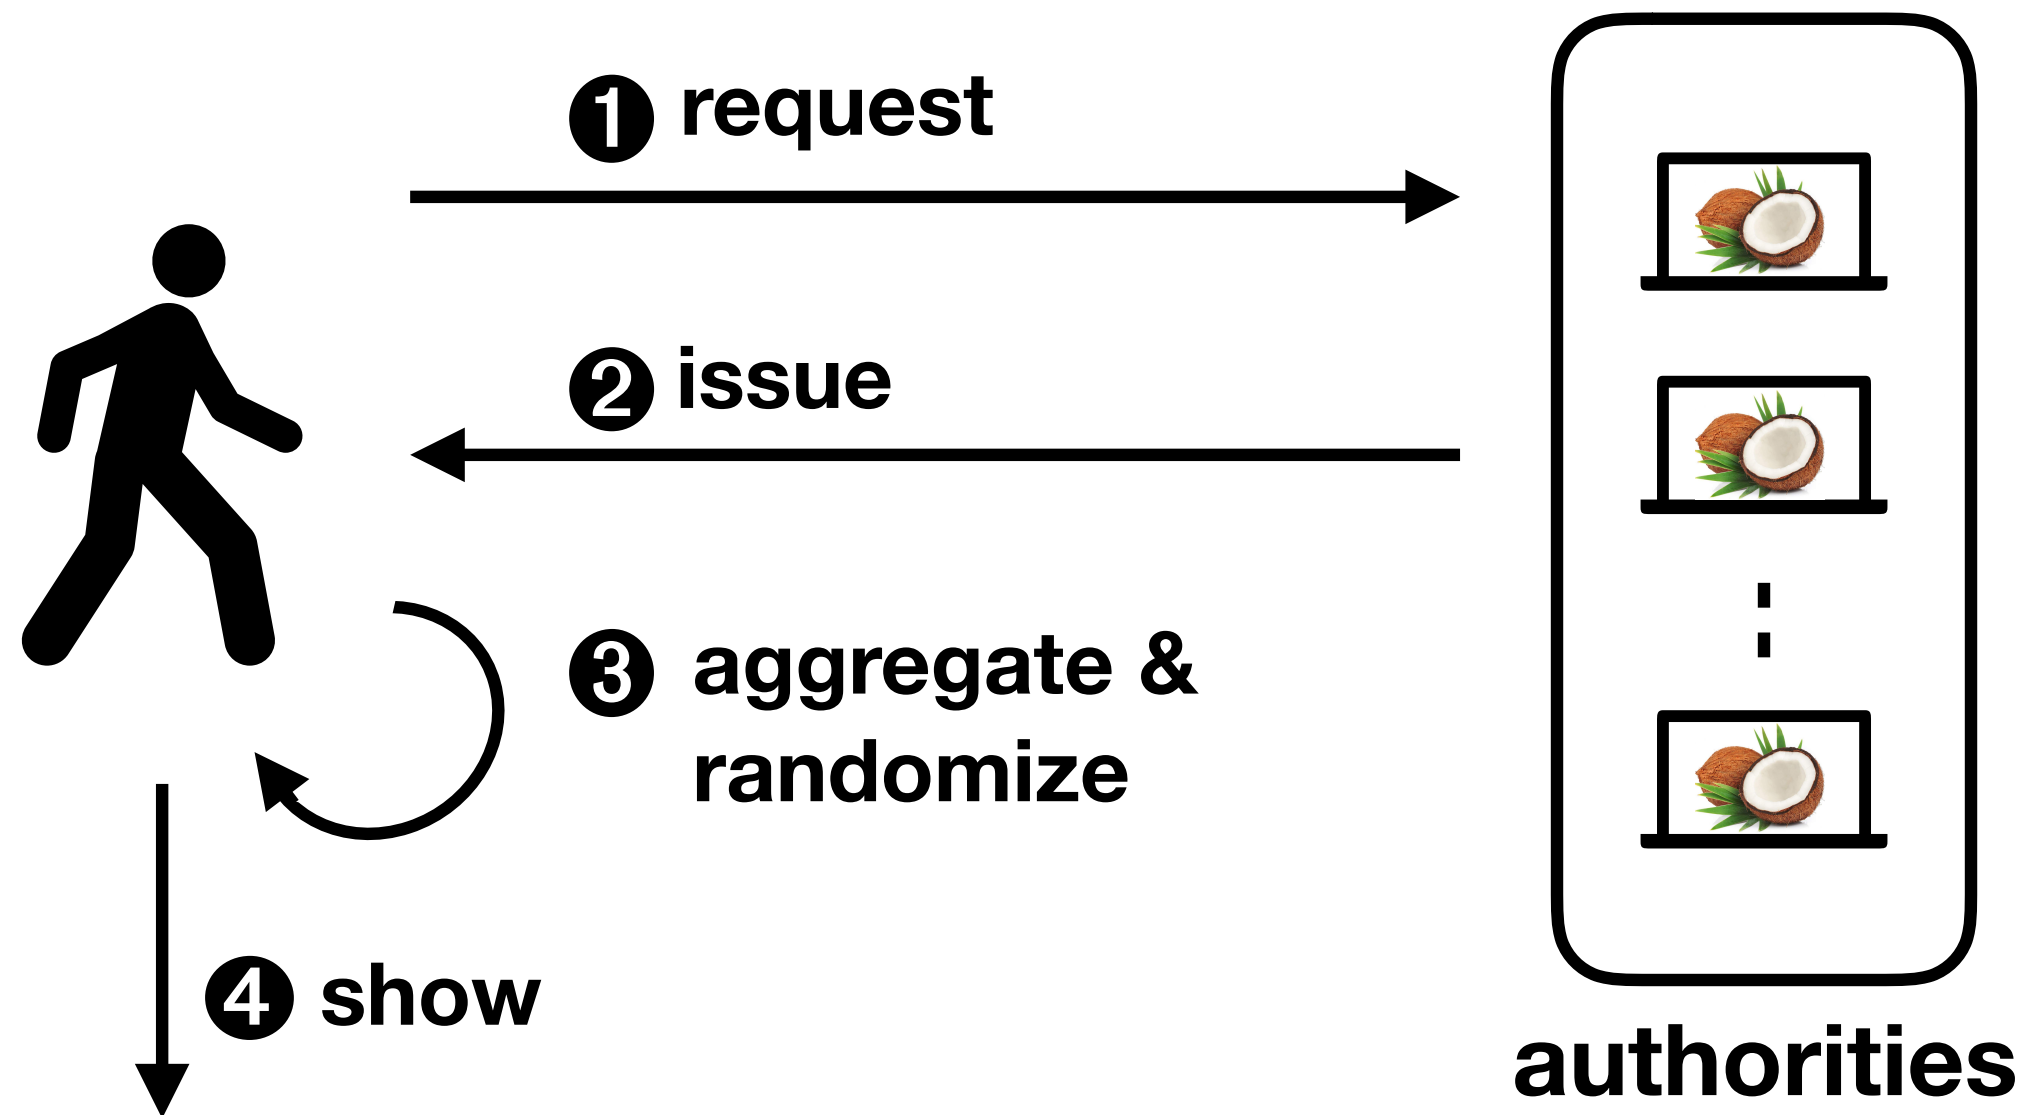 ❶ request
❷ issue
❸ aggregate &
randomize
❹ show
authorities